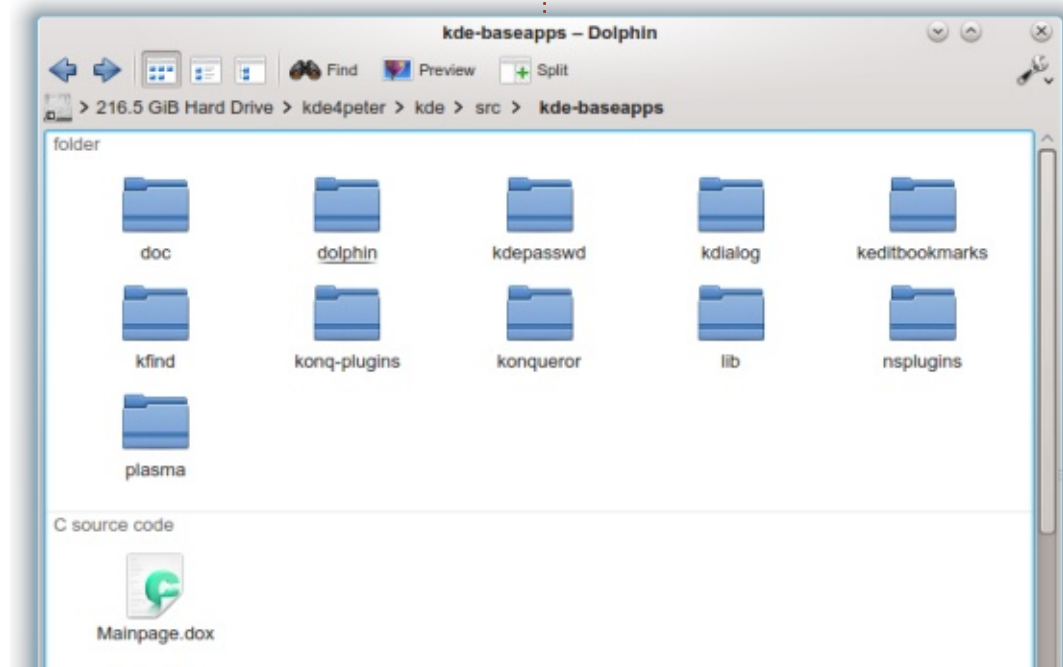 kde-baseapps – Dolphin
Find Preview Split
> 216.5 GiB Hard Drive > kde4peter > kde > src > kde-baseapps
folder
doc dolphin kdepasswd kdialog keditbookmarks
kfind konq-plugins konqueror lib nsplugins
plasma
C source code
Mainpage.dox